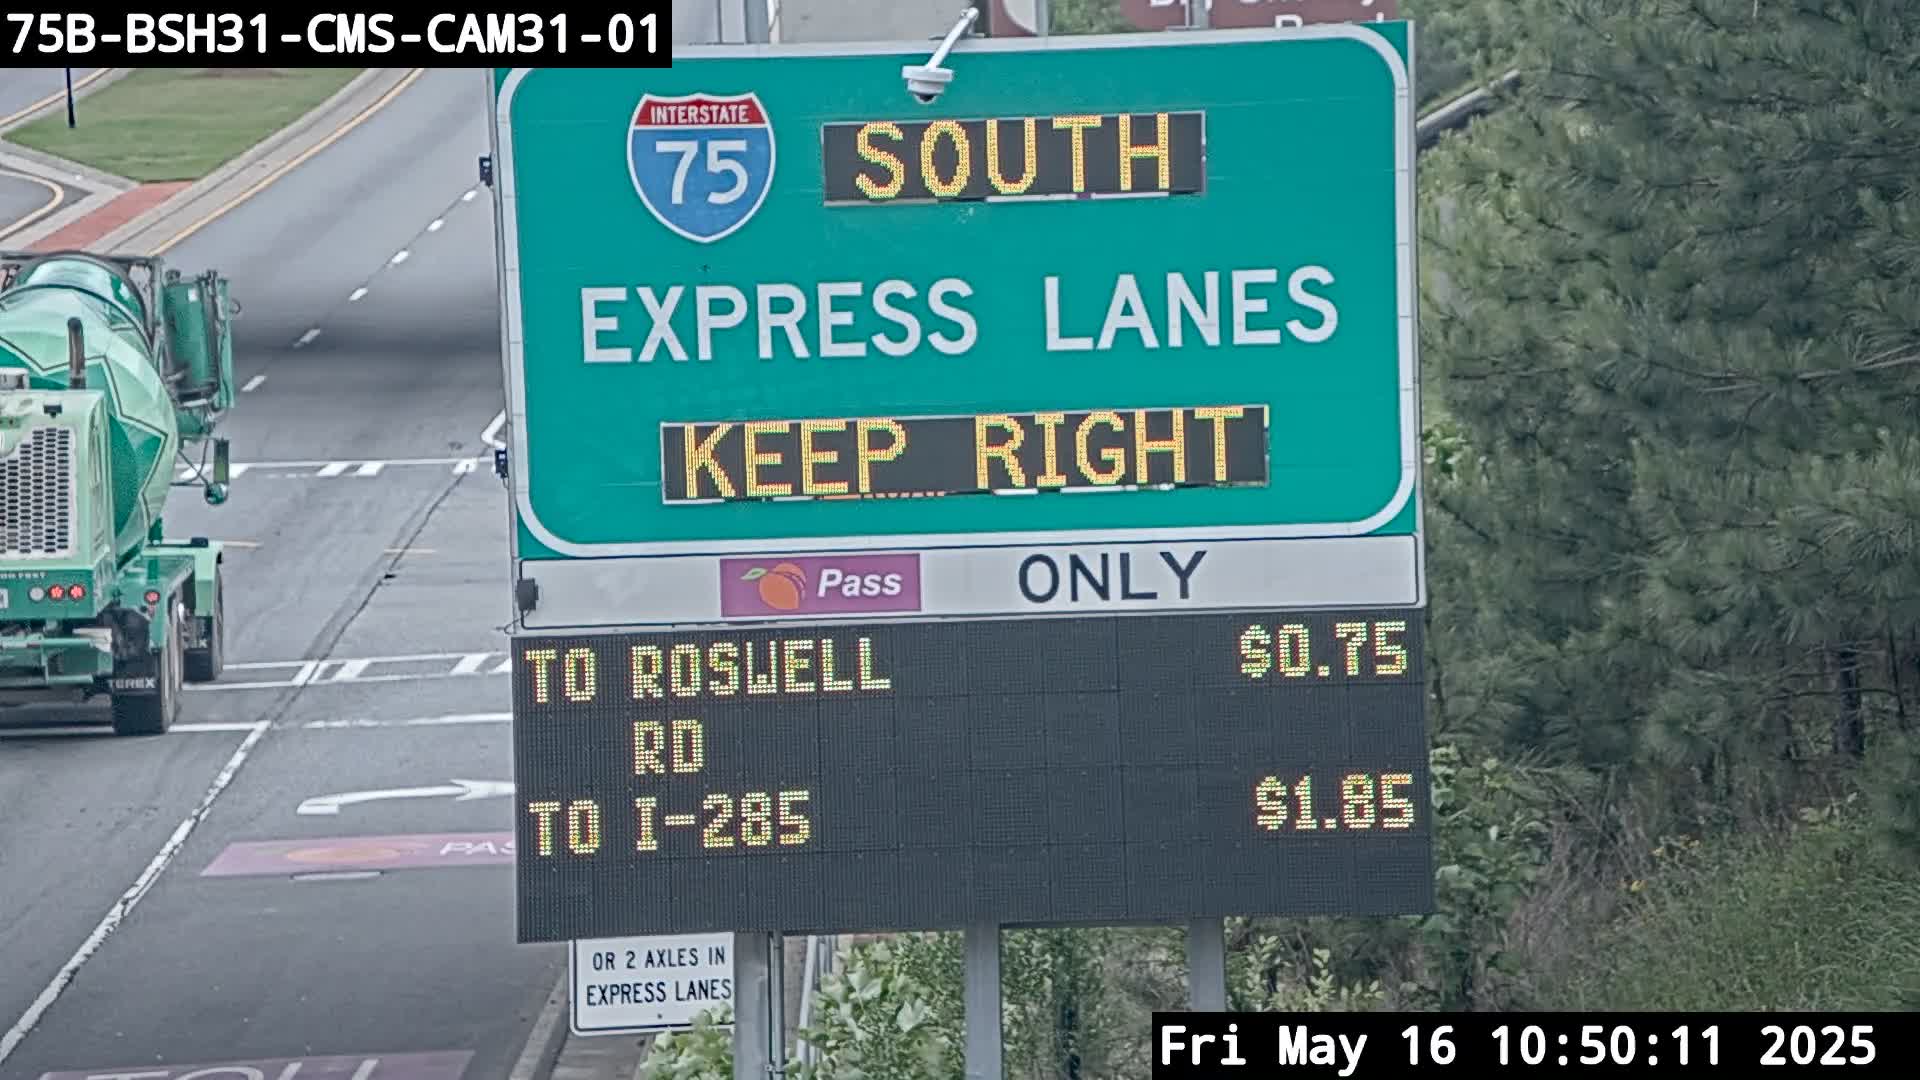 75B-BSH31-CMS-CAM31-01
INTERSTATE
75
SOUTH
EXPRESS LANES
KEEP RIGHT
Pass ONLY
TO ROSWELL $0.75
RD
TO I-285 $1.85
TEREX
OR 2 AXLES IN
EXPRESS LANES
Fri May 16 10:50:11 2025